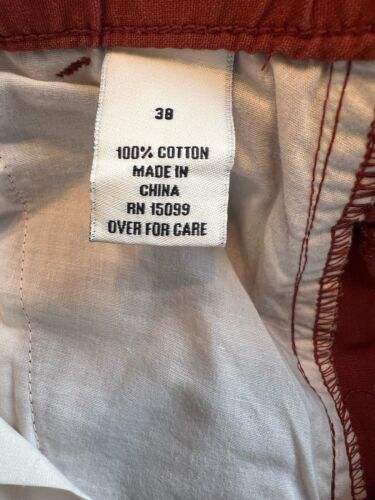 38
100% COTTON
MADE IN
CHINA
RN 15099
OVER FOR CARE